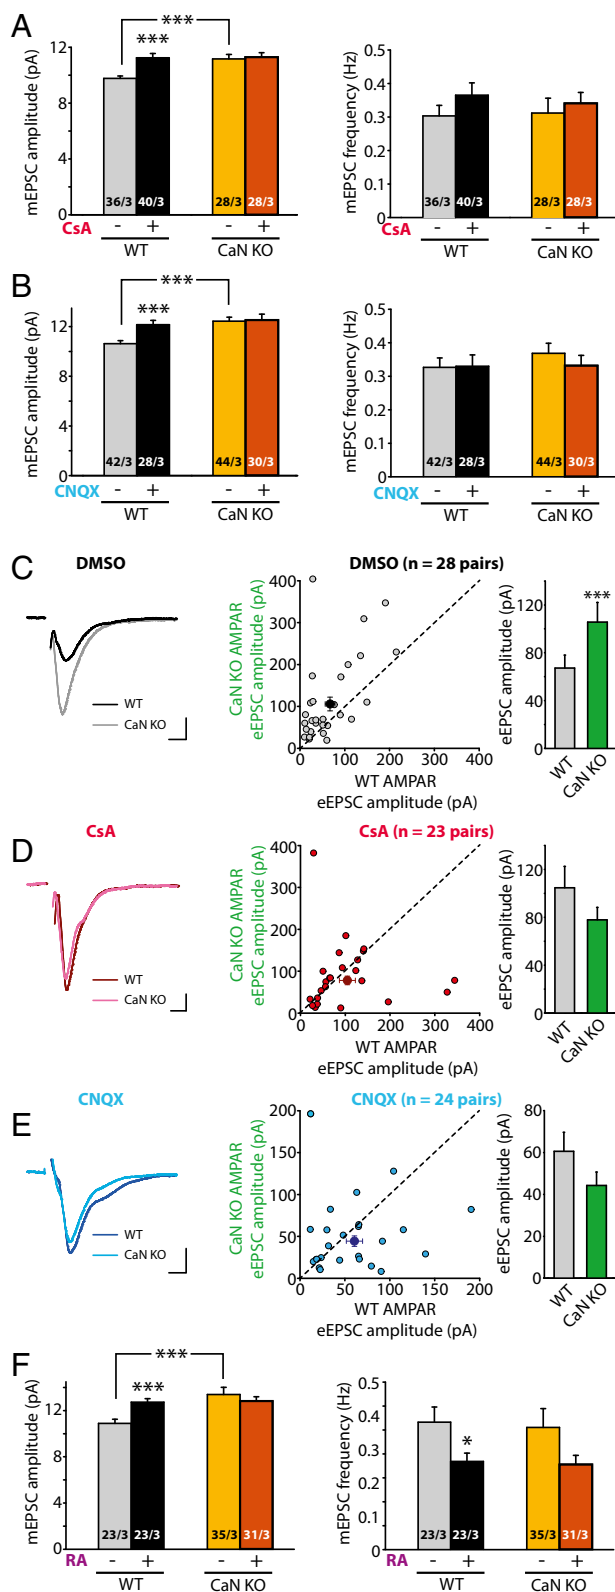 A
mEPSC amplitude (pA)
12
8
4
0
***
***
36/3 40/3 28/3 28/3
CsA - + - +
WT CaN KO
mEPSC frequency (Hz)
0.5
0.4
0.3
0.2
0.1
0
36/3 40/3 28/3 28/3
CsA - + - +
WT CaN KO
B
mEPSC amplitude (pA)
12
8
4
0
***
***
42/3 28/3 44/3 30/3
CNQX - + - +
WT CaN KO
mEPSC frequency (Hz)
0.5
0.4
0.3
0.2
0.1
0
42/3 28/3 44/3 30/3
CNQX - + - +
WT CaN KO
C
DMSO
WT
CaN KO
DMSO (n = 28 pairs)
CaN KO AMPAR
eEPSC amplitude (pA)
400
300
200
100
0
0 100 200 400
WT AMPAR
eEPSC amplitude (pA)
eEPSC amplitude (pA)
120
80
40
0
***
WT
CaN KO
D
CsA
WT
CaN KO
CsA (n = 23 pairs)
CaN KO AMPAR
eEPSC amplitude (pA)
400
300
200
100
0
0 100 200 300 400
WT AMPAR
eEPSC amplitude (pA)
eEPSC amplitude (pA)
120
80
40
0
WT
CaN KO
E
CNQX
WT
CaN KO
CNQX (n = 24 pairs)
CaN KO AMPAR
eEPSC amplitude (pA)
200
150
100
50
0
0 50 100 150 200
WT AMPAR
eEPSC amplitude (pA)
eEPSC amplitude (pA)
80
60
40
20
0
WT
CaN KO
F
mEPSC amplitude (pA)
12
9
6
3
0
***
***
23/3 23/3 35/3 31/3
RA - + - +
WT CaN KO
mEPSC frequency (Hz)
0.4
0.3
0.2
0.1
0
*
23/3 23/3 35/3 31/3
RA - + - +
WT CaN KO